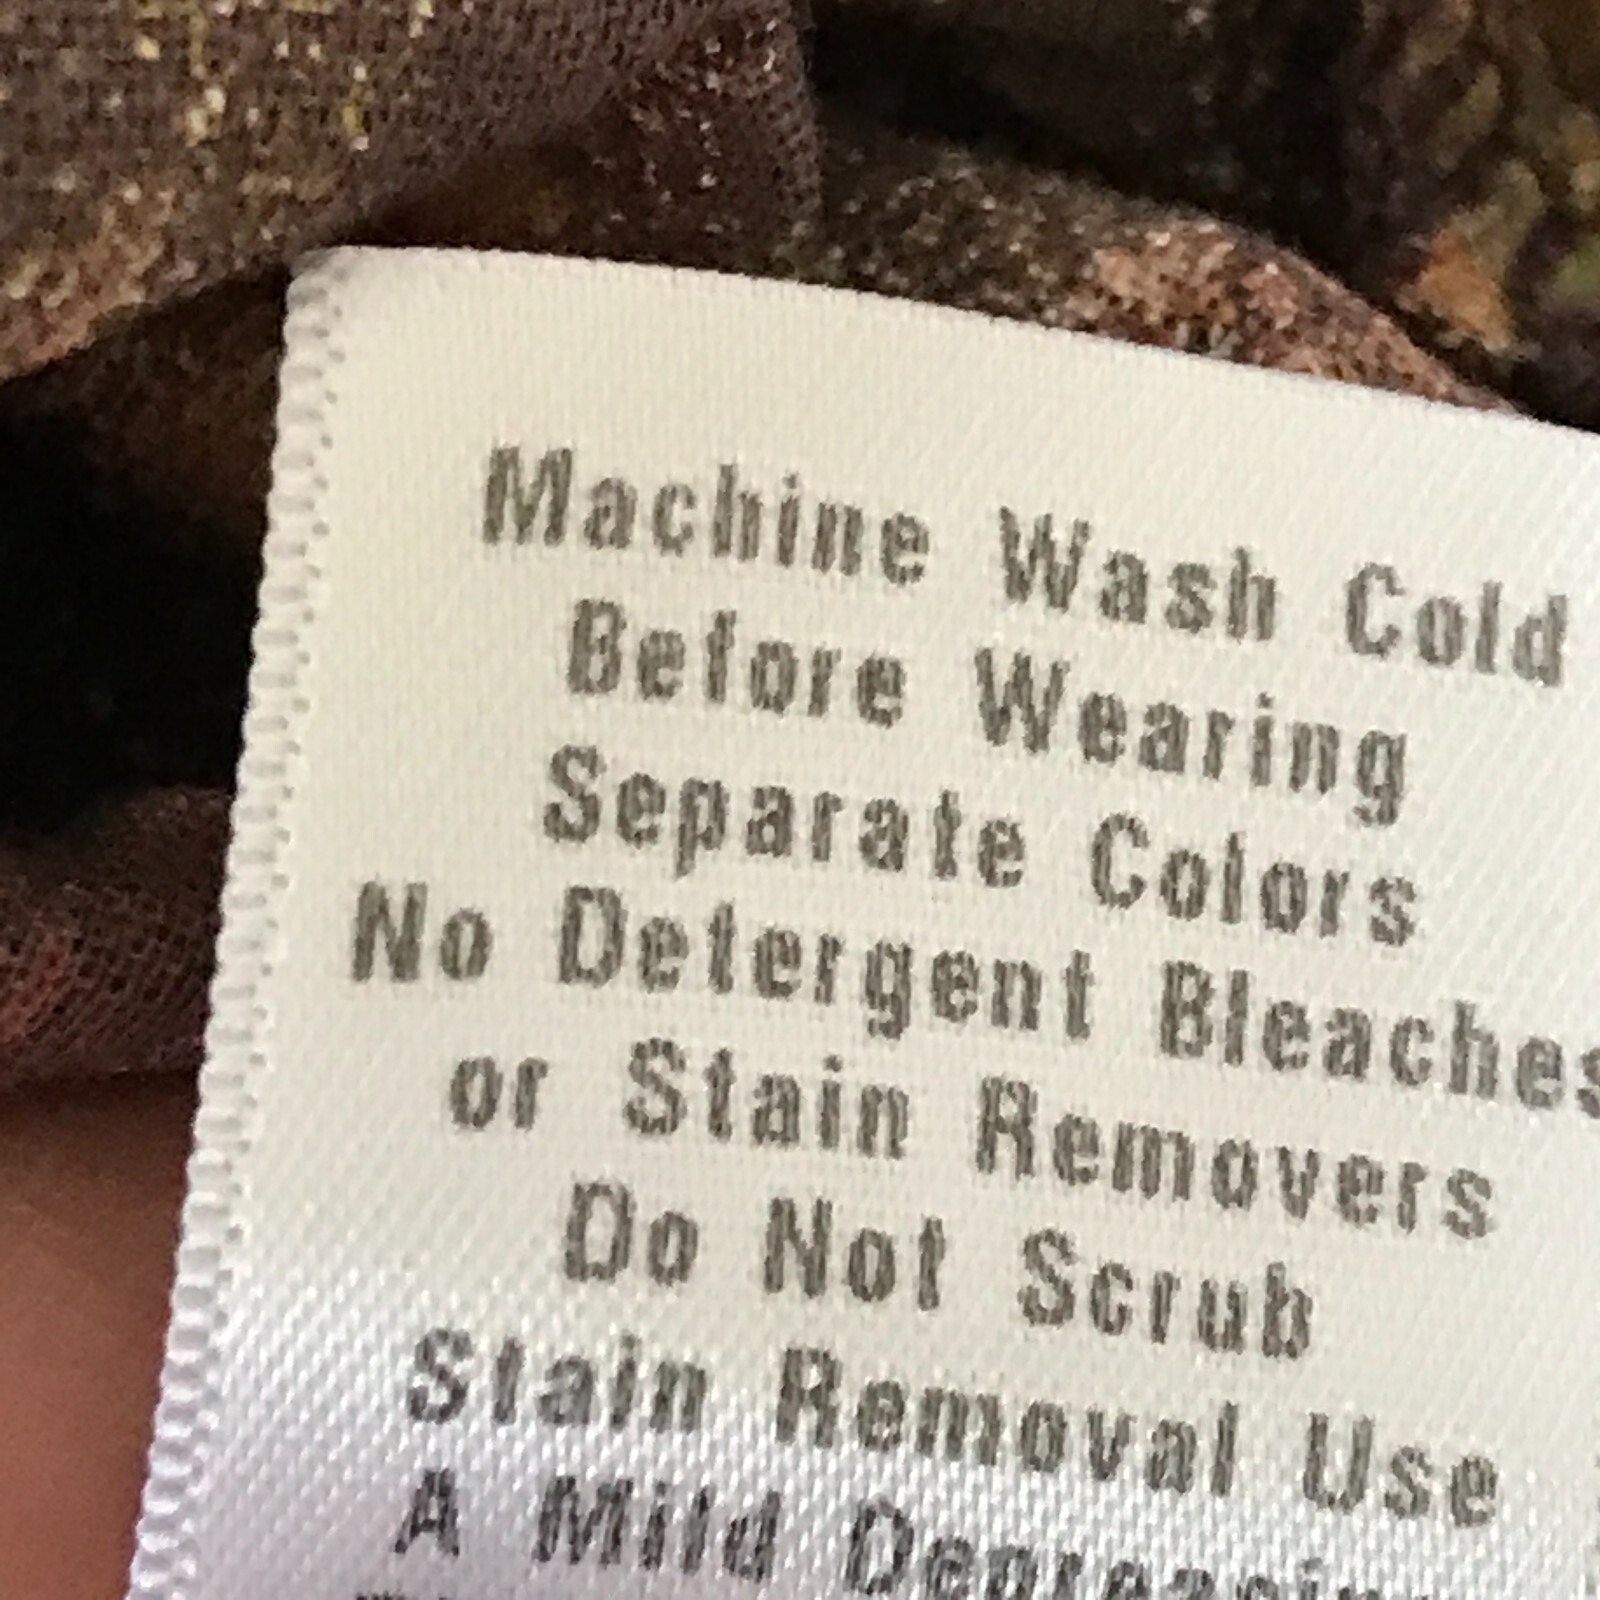 Machine Wash Cold
Before Wearing
Separate Colors
No Detergent Bleaches
or Stain Removers
Do Not Scrub
Stain Removal Use
A Mild Degreasing